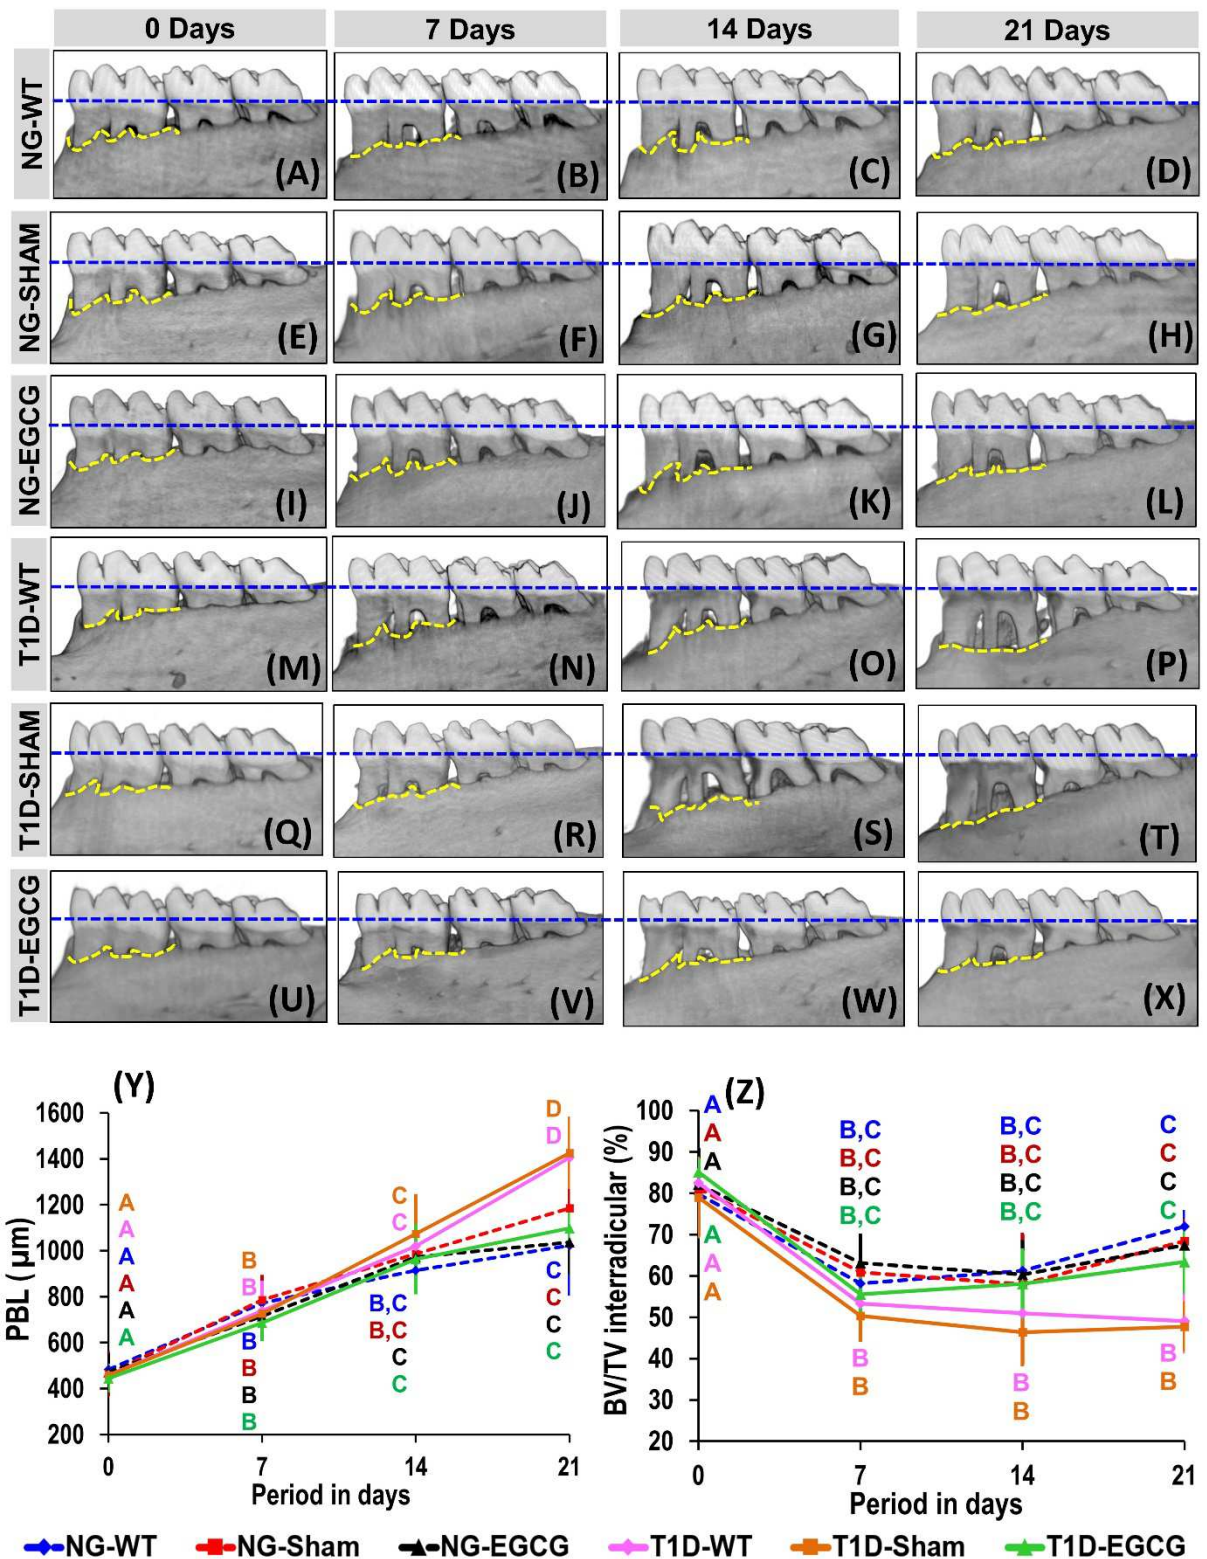 0 Days 7 Days 14 Days 21 Days
NG-WT
(A) (B) (C) (D)
NG-SHAM
(E) (F) (G) (H)
NG-EGCG
(I) (J) (K) (L)
T1D-WT
(M) (N) (O) (P)
T1D-SHAM
(Q) (R) (S) (T)
T1D-EGCG
(U) (V) (W) (X)
(Y)
PBL ( µm)
1600
1400
1200
1000
800
600
400
200
0 7 14 21
Period in days
A
A
A
A
A
A
B
B
B
B
B
B
C
C
B,C
B,C
C
C
D
D
C
C
C
C
(Z)
BV/TV interradicular (%)
100
90
80
70
60
50
40
30
20
0 7 14 21
Period in days
A
A
A
A
A
A
B,C
B,C
B,C
B,C
B
B
B,C
B,C
B,C
B,C
B
B
C
C
C
C
B
B
NG-WT NG-Sham NG-EGCG T1D-WT T1D-Sham T1D-EGCG